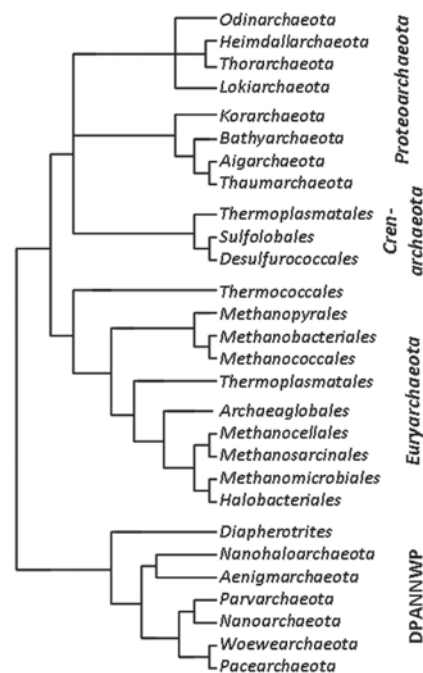 Odinarchaeota
Heimdallarchaeota
Thorarchaeota
Lokiarchaeota
Korarchaeota
Bathyarchaeota
Aigarchaeota
Thaumarchaeota
Proteoarchaeota
Thermoplasmatales
Sulfolobales
Desulfurococcales
Cren-
archaeota
Thermococcales
Methanopyrales
Methanobacteriales
Methanococcales
Thermoplasmatales
Archaeaglobales
Methanocellales
Methanosarcinales
Methanomicrobiales
Halobacteriales
Euryarchaeota
Diapherotrites
Nanohaloarchaeota
Aenigmarchaeota
Parvarchaeota
Nanoarchaeota
Woewearchaeota
Pacearchaeota
DPANNWP